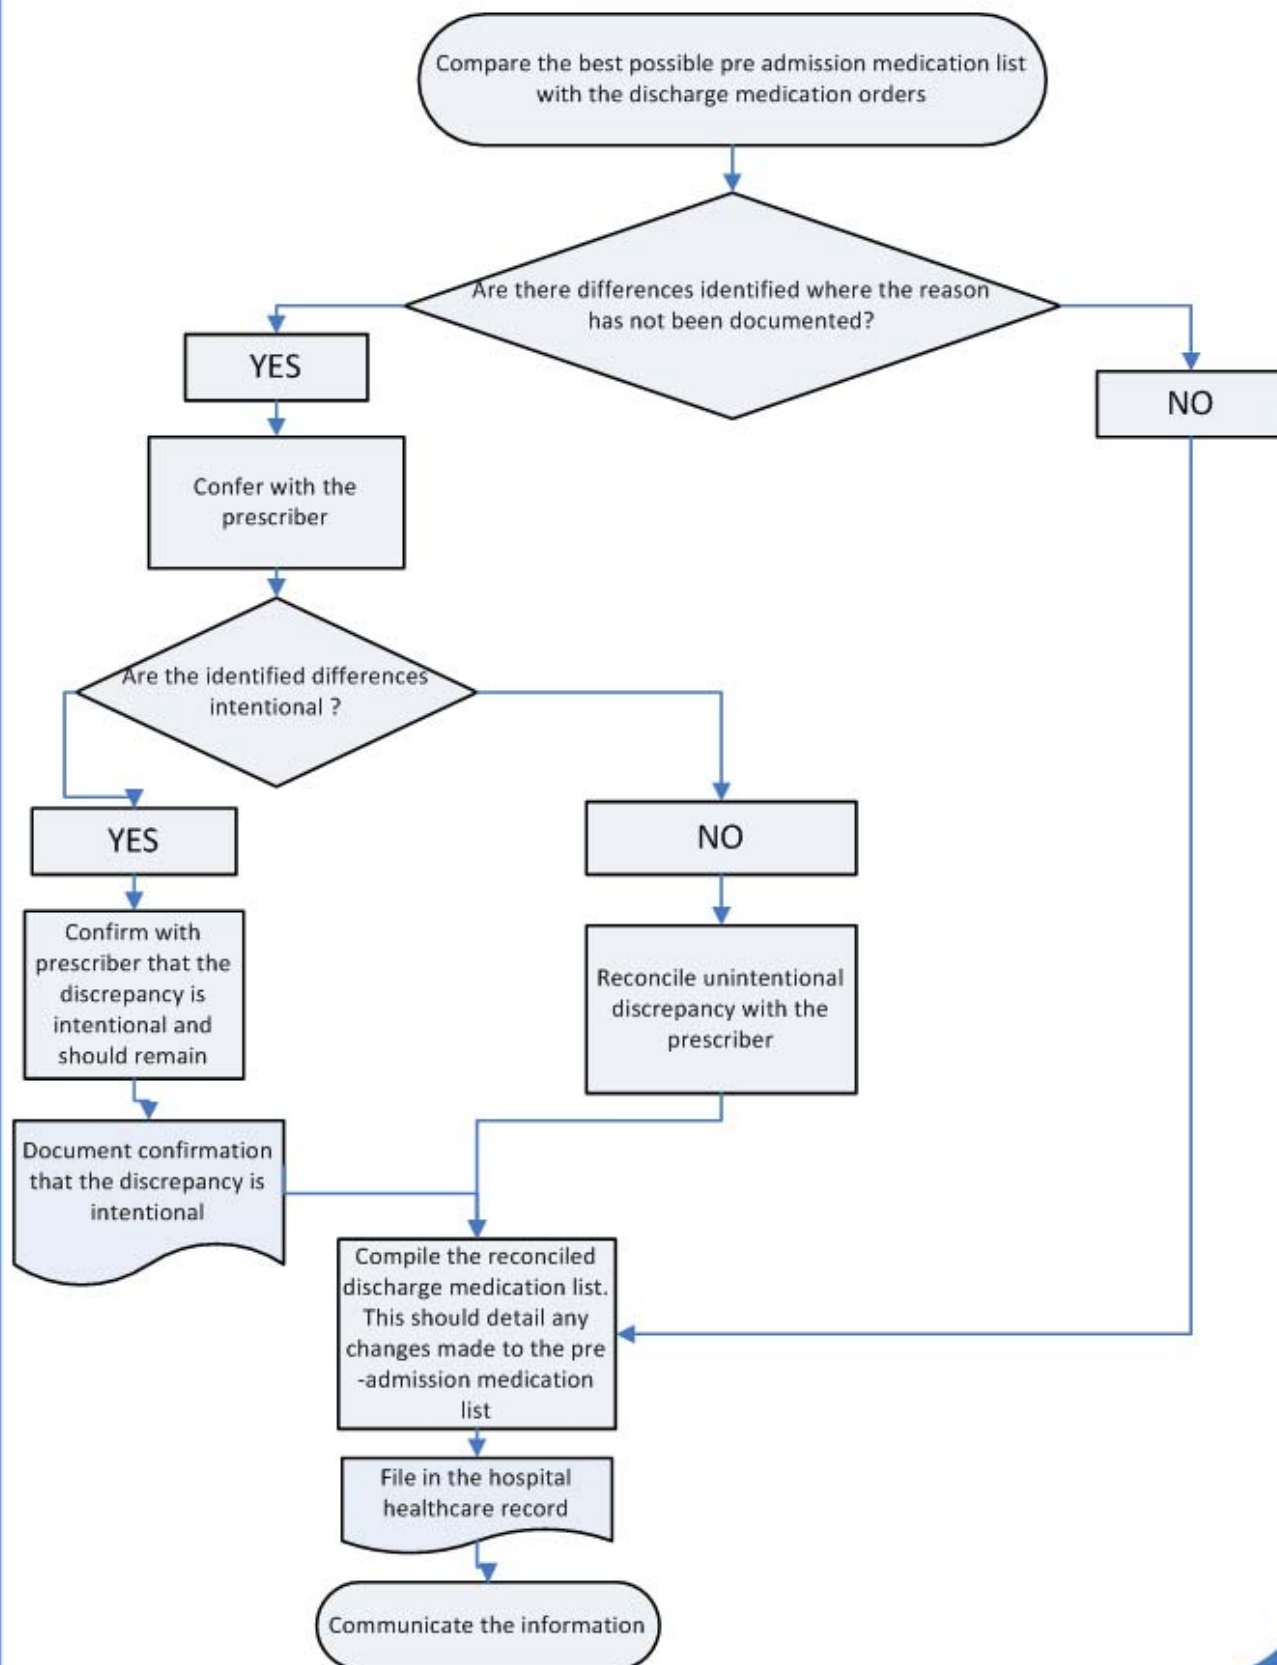 Compare the best possible pre admission medication list
with the discharge medication orders
Are there differences identified where the reason
has not been documented?
YES
NO
Confer with the
prescriber
Are the identified differences
intentional ?
YES
NO
Confirm with
prescriber that the
discrepancy is
intentional and
should remain
Reconcile unintentional
discrepancy with the
prescriber
Document confirmation
that the discrepancy is
intentional
Compile the reconciled
discharge medication list.
This should detail any
changes made to the pre
-admission medication
list
File in the hospital
healthcare record
Communicate the information